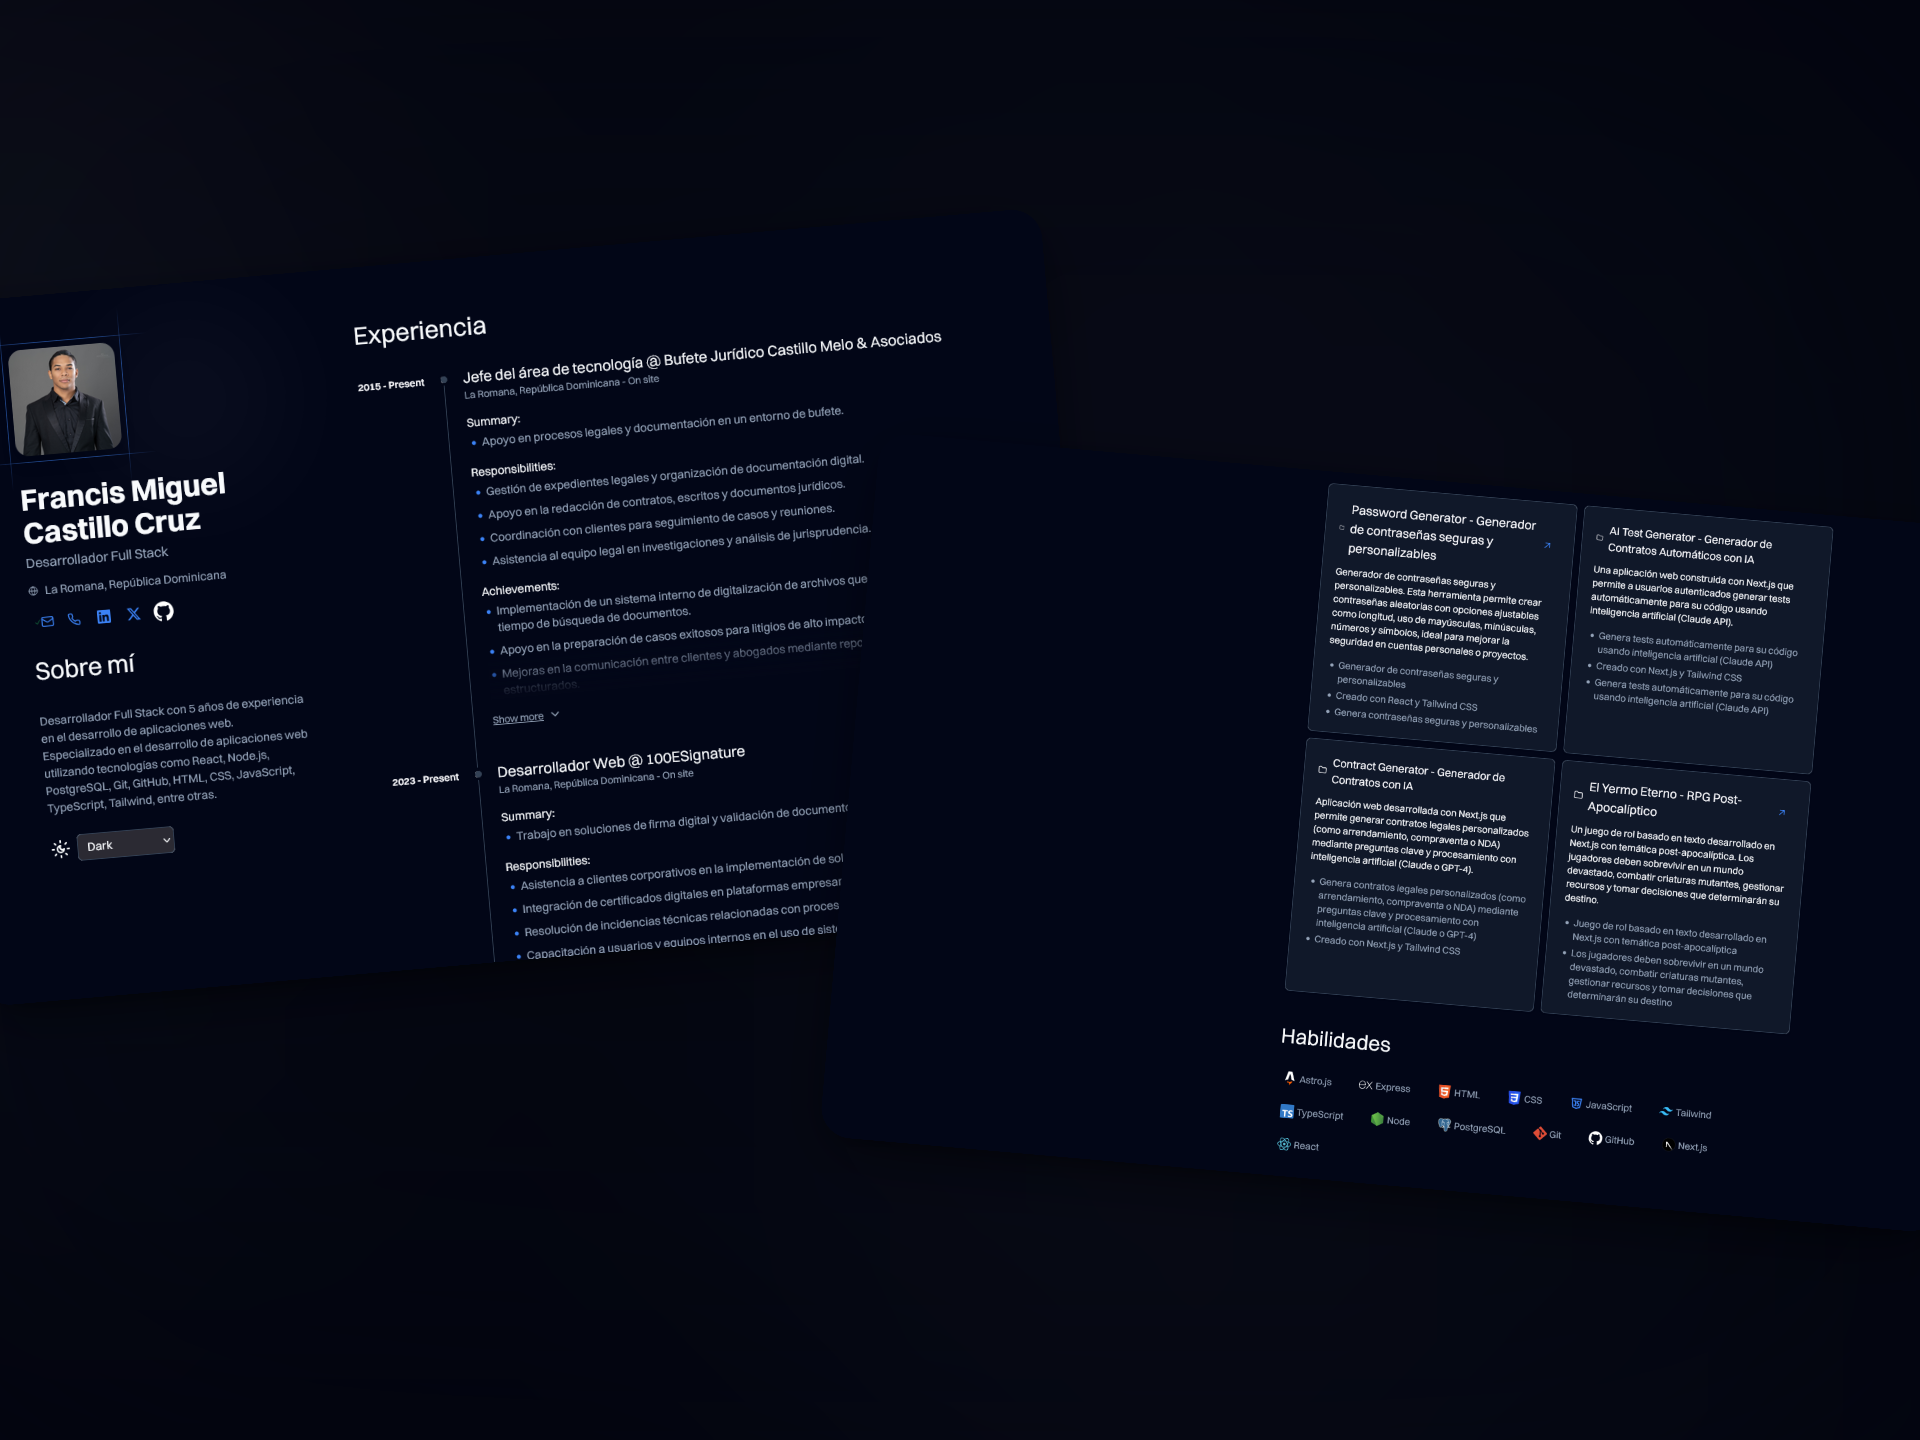 Francis Miguel
Castillo Cruz
Desarrollador Full Stack
La Romana, República Dominicana
Sobre mí
Desarrollador Full Stack con 5 años de experiencia
en el desarrollo de aplicaciones web.
Especializado en el desarrollo de aplicaciones web
utilizando tecnologías como React, Node.js,
PostgreSQL, Git, GitHub, HTML, CSS, JavaScript,
TypeScript, Tailwind, entre otras.
Dark
Experiencia
2015 - Present
Jefe del área de tecnología @ Bufete Jurídico Castillo Melo & Asociados
La Romana, República Dominicana - On site
Summary:
Apoyo en procesos legales y documentación en un entorno de bufete.
Responsibilities:
Gestión de expedientes legales y organización de documentación digital.
Apoyo en la redacción de contratos, escritos y documentos jurídicos.
Coordinación con clientes para seguimiento de casos y reuniones.
Asistencia al equipo legal en investigaciones y análisis de jurisprudencia.
Achievements:
Implementación de un sistema interno de digitalización de archivos que
tiempo de búsqueda de documentos.
Apoyo en la preparación de casos exitosos para litigios de alto impacto
Mejoras en la comunicación entre clientes y abogados mediante repo
estructurados.
Show more
2023 - Present
Desarrollador Web @ 100ESignature
La Romana, República Dominicana - On site
Summary:
Trabajo en soluciones de firma digital y validación de documento
Responsibilities:
Asistencia a clientes corporativos en la implementación de sol
Integración de certificados digitales en plataformas empresar
Resolución de incidencias técnicas relacionadas con proces
Capacitación a usuarios y equipos internos en el uso de siste
Password Generator - Generador
de contraseñas seguras y
personalizables
Generador de contraseñas seguras y
personalizables. Esta herramienta permite crear
contraseñas aleatorias con opciones ajustables
como longitud, uso de mayúsculas, minúsculas,
números y símbolos, ideal para mejorar la
seguridad en cuentas personales o proyectos.
Generador de contraseñas seguras y
personalizables
Creado con React y Tailwind CSS
Genera contraseñas seguras y personalizables
AI Test Generator - Generador de
Contratos Automáticos con IA
Una aplicación web construida con Next.js que
permite a usuarios autenticados generar tests
automáticamente para su código usando
inteligencia artificial (Claude API).
Genera tests automáticamente para su código
usando inteligencia artificial (Claude API)
Creado con Next.js y Tailwind CSS
Genera tests automáticamente para su código
usando inteligencia artificial (Claude API)
Contract Generator - Generador de
Contratos con IA
Aplicación web desarrollada con Next.js que
permite generar contratos legales personalizados
(como arrendamiento, compraventa o NDA)
mediante preguntas clave y procesamiento con
inteligencia artificial (Claude o GPT-4).
Genera contratos legales personalizados (como
arrendamiento, compraventa o NDA) mediante
preguntas clave y procesamiento con
inteligencia artificial (Claude o GPT-4)
Creado con Next.js y Tailwind CSS
El Yermo Eterno - RPG Post-
Apocalíptico
Un juego de rol basado en texto desarrollado en
Next.js con temática post-apocalíptica. Los
jugadores deben sobrevivir en un mundo
devastado, combatir criaturas mutantes, gestionar
recursos y tomar decisiones que determinarán su
destino.
Juego de rol basado en texto desarrollado en
Next.js con temática post-apocalíptica
Los jugadores deben sobrevivir en un mundo
devastado, combatir criaturas mutantes,
gestionar recursos y tomar decisiones que
determinarán su destino
Habilidades
Astro.js
Express
HTML
CSS
JavaScript
Tailwind
TypeScript
Node
PostgreSQL
Git
GitHub
Next.js
React